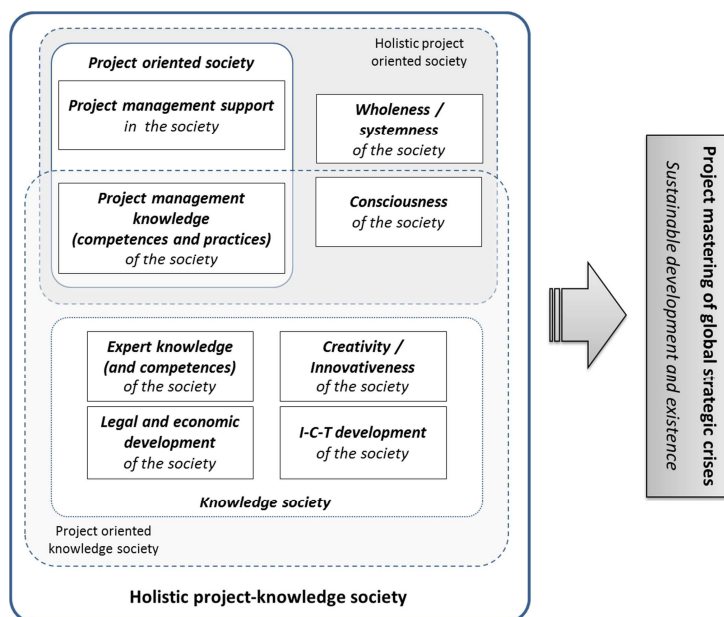 Holistic project
oriented society
Project oriented society
Project management support
in the society
Wholeness /
systemness
of the society
Project management
knowledge
(competences and practices)
of the society
Consciousness
of the society
Expert knowledge
(and competences)
of the society
Creativity /
Innovativeness
of the society
Legal and economic
development
of the society
I-C-T development
of the society
Knowledge society
Project oriented
knowledge society
Holistic project-knowledge society
Project mastering of global strategic crises
Sustainable development and existence